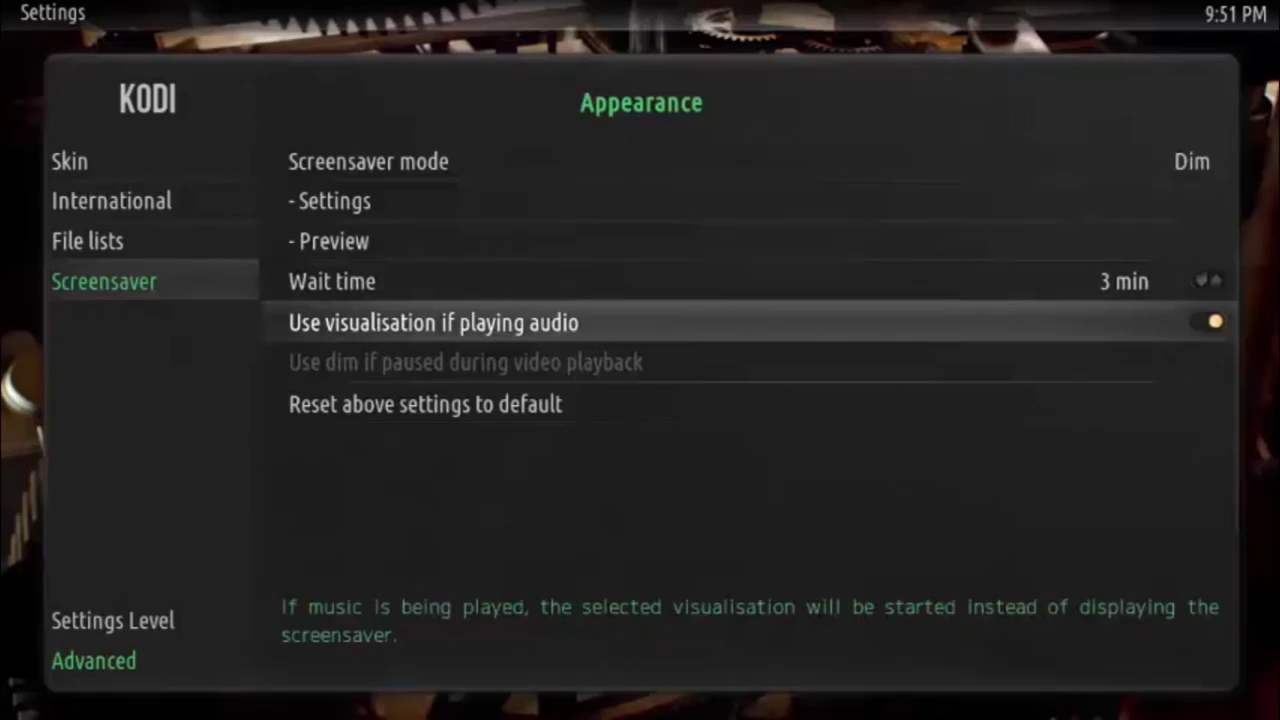 Settings
9:51 PM
KODI
Appearance
Skin
International
File lists
Screensaver
Screensaver mode
Dim
- Settings
- Preview
Wait time
3 min
Use visualisation if playing audio
Use dim if paused during video playback
Reset above settings to default
Settings Level
Advanced
If music is being played, the selected visualisation will be started instead of displaying the
screensaver.